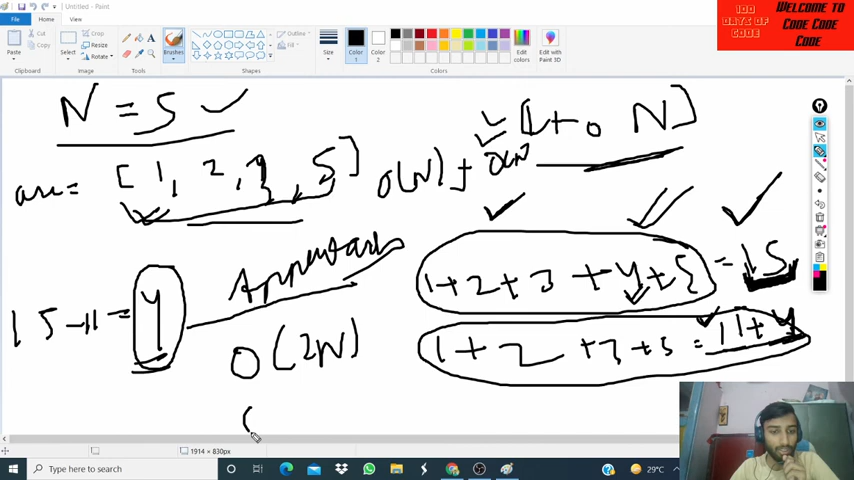 Untitled - Paint
File
Home
View
Paste
Cut
Copy
Clipboard
Select
Crop
Resize
Rotate
Image
Tools
Brushes
Shapes
Outline
Fill
Size
Color 1
Color 2
Edit colors
Edit with Paint 3D
Colors
100 DAYS OF CODE
Welcome to Code Code Code
N = 5
[1 to N]
arr = [1, 2, 3, 5] O(N) + O(N)
1+2+3+4+5 = 15
15-11 = 4
O(2N)
1+2+3+5 = 11+4
1914 × 830px
Type here to search
29°C